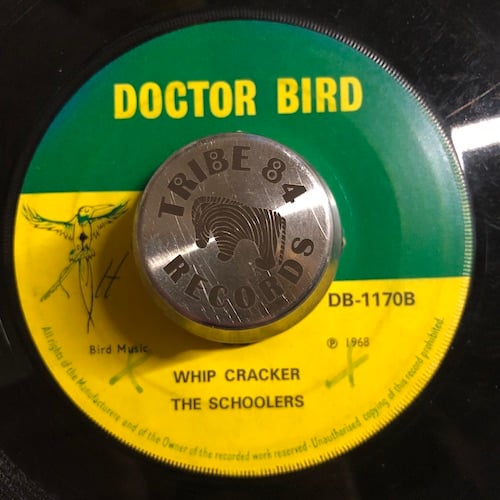 DOCTOR BIRD
TRIBE 84
RECORDS
H
DB-1170B
Bird Music
℗ 1968
WHIP CRACKER
THE SCHOOLERS
All rights of the Manufacturers and of the Owner of the recorded work reserved · Unauthorised copying of this record prohibited.